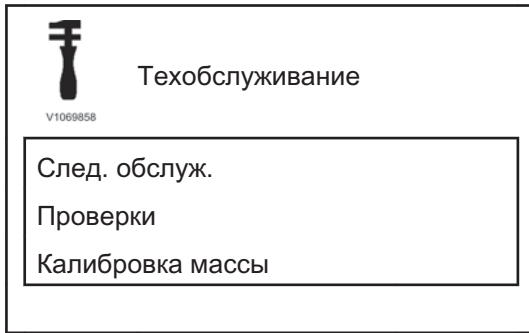 Техобслуживание
V1069858
След. обслуж.
Проверки
Калибровка массы